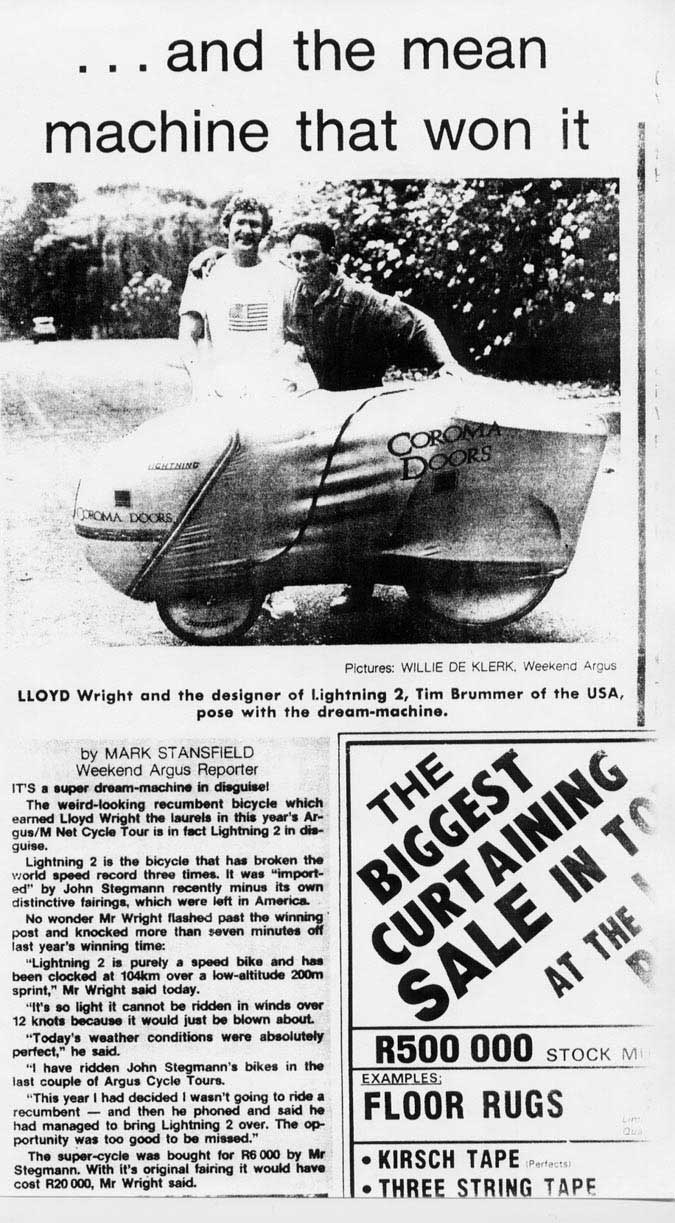 . . . and the mean
machine that won it
LIGHTNING
COROMA DOORS
COROMA
DOORS
Pictures: WILLIE DE KLERK, Weekend Argus
LLOYD Wright and the designer of Lightning 2, Tim Brummer of the USA,
pose with the dream-machine.
by MARK STANSFIELD
Weekend Argus Reporter
IT'S a super dream-machine in disguise!
The weird-looking recumbent bicycle which
earned Lloyd Wright the laurels in this year's Ar-
gus/M Net Cycle Tour is in fact Lightning 2 in dis-
guise.
Lightning 2 is the bicycle that has broken the
world speed record three times. It was "import-
ed" by John Stegmann recently minus its own
distinctive fairings, which were left in America.
No wonder Mr Wright flashed past the winning
post and knocked more than seven minutes off
last year's winning time:
"Lightning 2 is purely a speed bike and has
been clocked at 104km over a low-altitude 200m
sprint," Mr Wright said today.
"It's so light it cannot be ridden in winds over
12 knots because it would just be blown about.
"Today's weather conditions were absolutely
perfect," he said.
"I have ridden John Stegmann's bikes in the
last couple of Argus Cycle Tours.
"This year I had decided I wasn't going to ride a
recumbent — and then he phoned and said he
had managed to bring Lightning 2 over. The op-
portunity was too good to be missed."
The super-cycle was bought for R6 000 by Mr
Stegmann. With it's original fairing it would have
cost R20 000, Mr Wright said.
THE
BIGGEST
CURTAINING
SALE IN TO
AT THE
R500 000 STOCK
EXAMPLES:
FLOOR RUGS
• KIRSCH TAPE (Perfects)
• THREE STRING TAPE